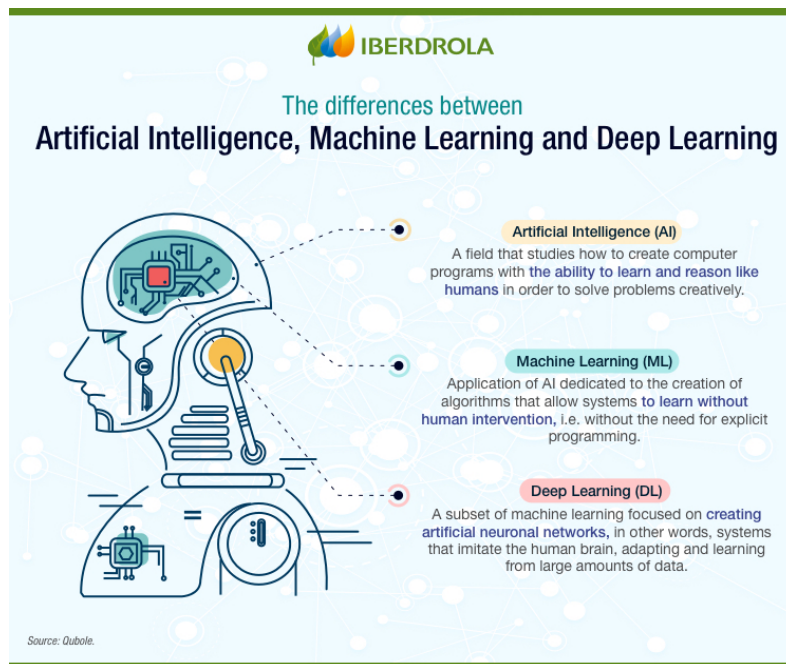 IBERDROLA
The differences between
Artificial Intelligence, Machine Learning and Deep Learning
Artificial Intelligence (AI)
A field that studies how to create computer
programs with the ability to learn and reason like
humans in order to solve problems creatively.
Machine Learning (ML)
Application of AI dedicated to the creation of
algorithms that allow systems to learn without
human intervention, i.e. without the need for explicit
programming.
Deep Learning (DL)
A subset of machine learning focused on creating
artificial neuronal networks, in other words, systems
that imitate the human brain, adapting and learning
from large amounts of data.
Source: Qubole.